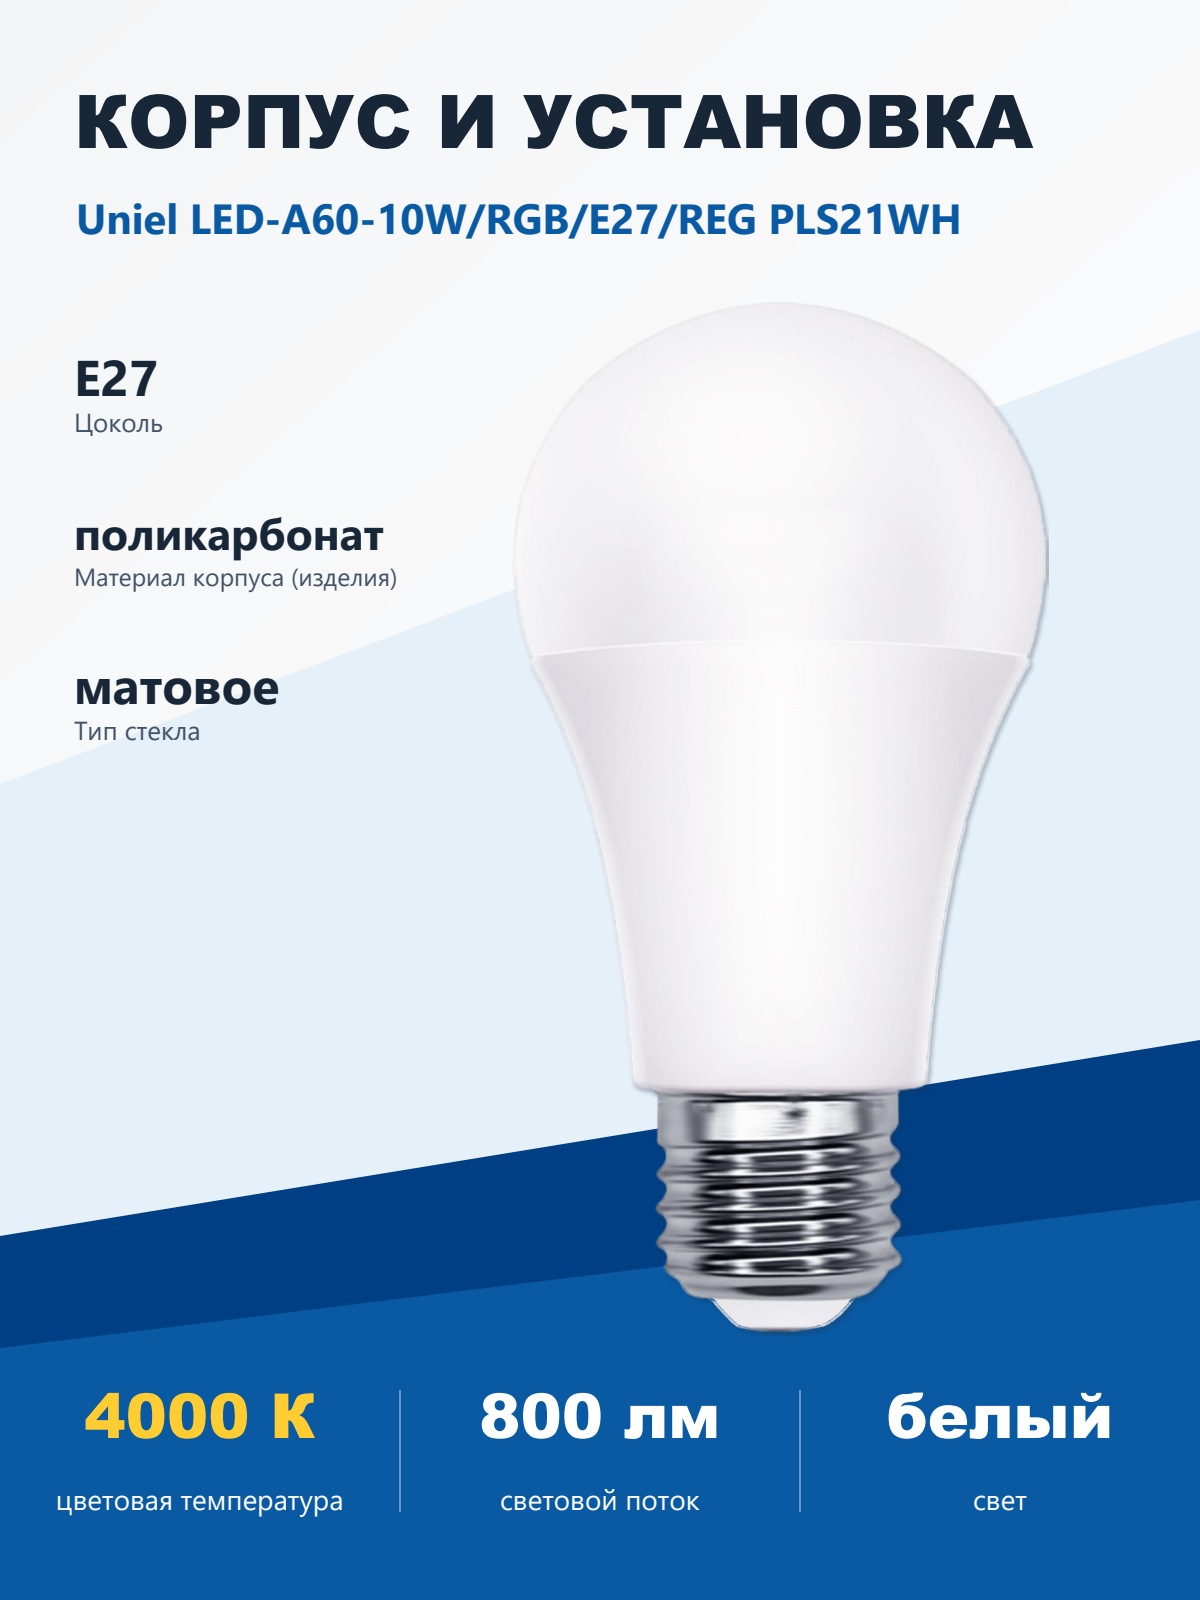 КОРПУС И УСТАНОВКА
Uniel LED-A60-10W/RGB/E27/REG PLS21WH
E27
Цоколь
поликарбонат
Материал корпуса (изделия)
матовое
Тип стекла
4000 К
цветовая температура
800 лм
световой поток
белый
свет